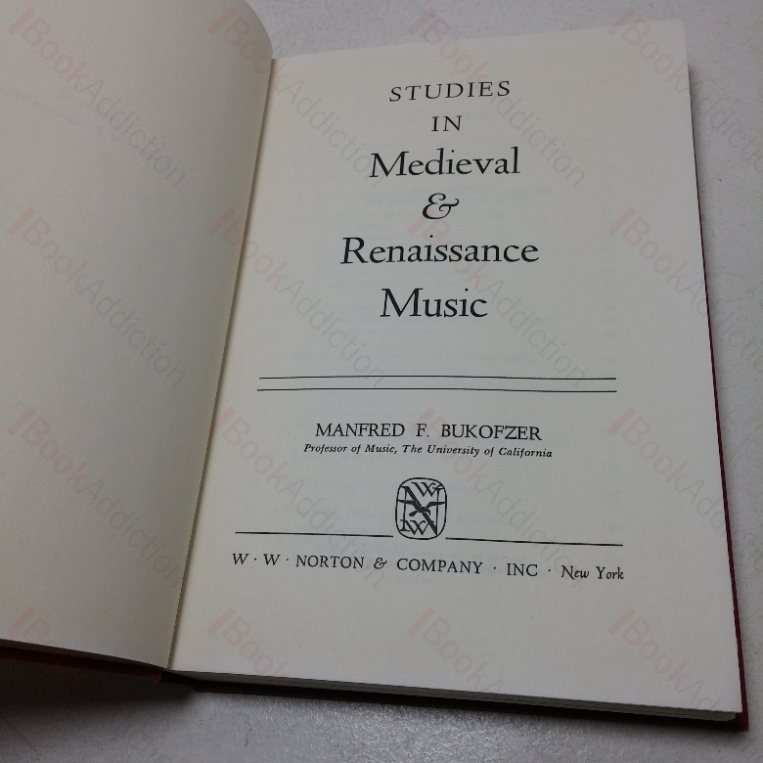 STUDIES
IN
Medieval
&
Renaissance
Music
MANFRED F. BUKOFZER
Professor of Music, The University of California
W · W · NORTON & COMPANY · INC · New York
BookAddiction